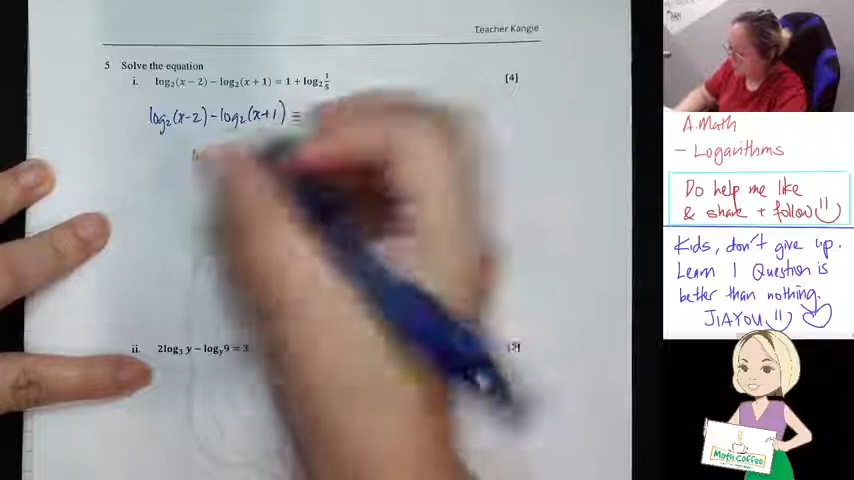 Teacher Kangie
5 Solve the equation
i. log₂(x − 2) − log₂(x + 1) = 1 + log₂ 1/5 [4]
log₂(x-2) - log₂(x+1) =
ii. 2log₃ y − log_y 9 = 3
A.Math
- Logarithms
Do help me like
& share + follow
Kids, don't give up.
Learn 1 Question is
better than nothing.
JIAYOU
Math Coffee